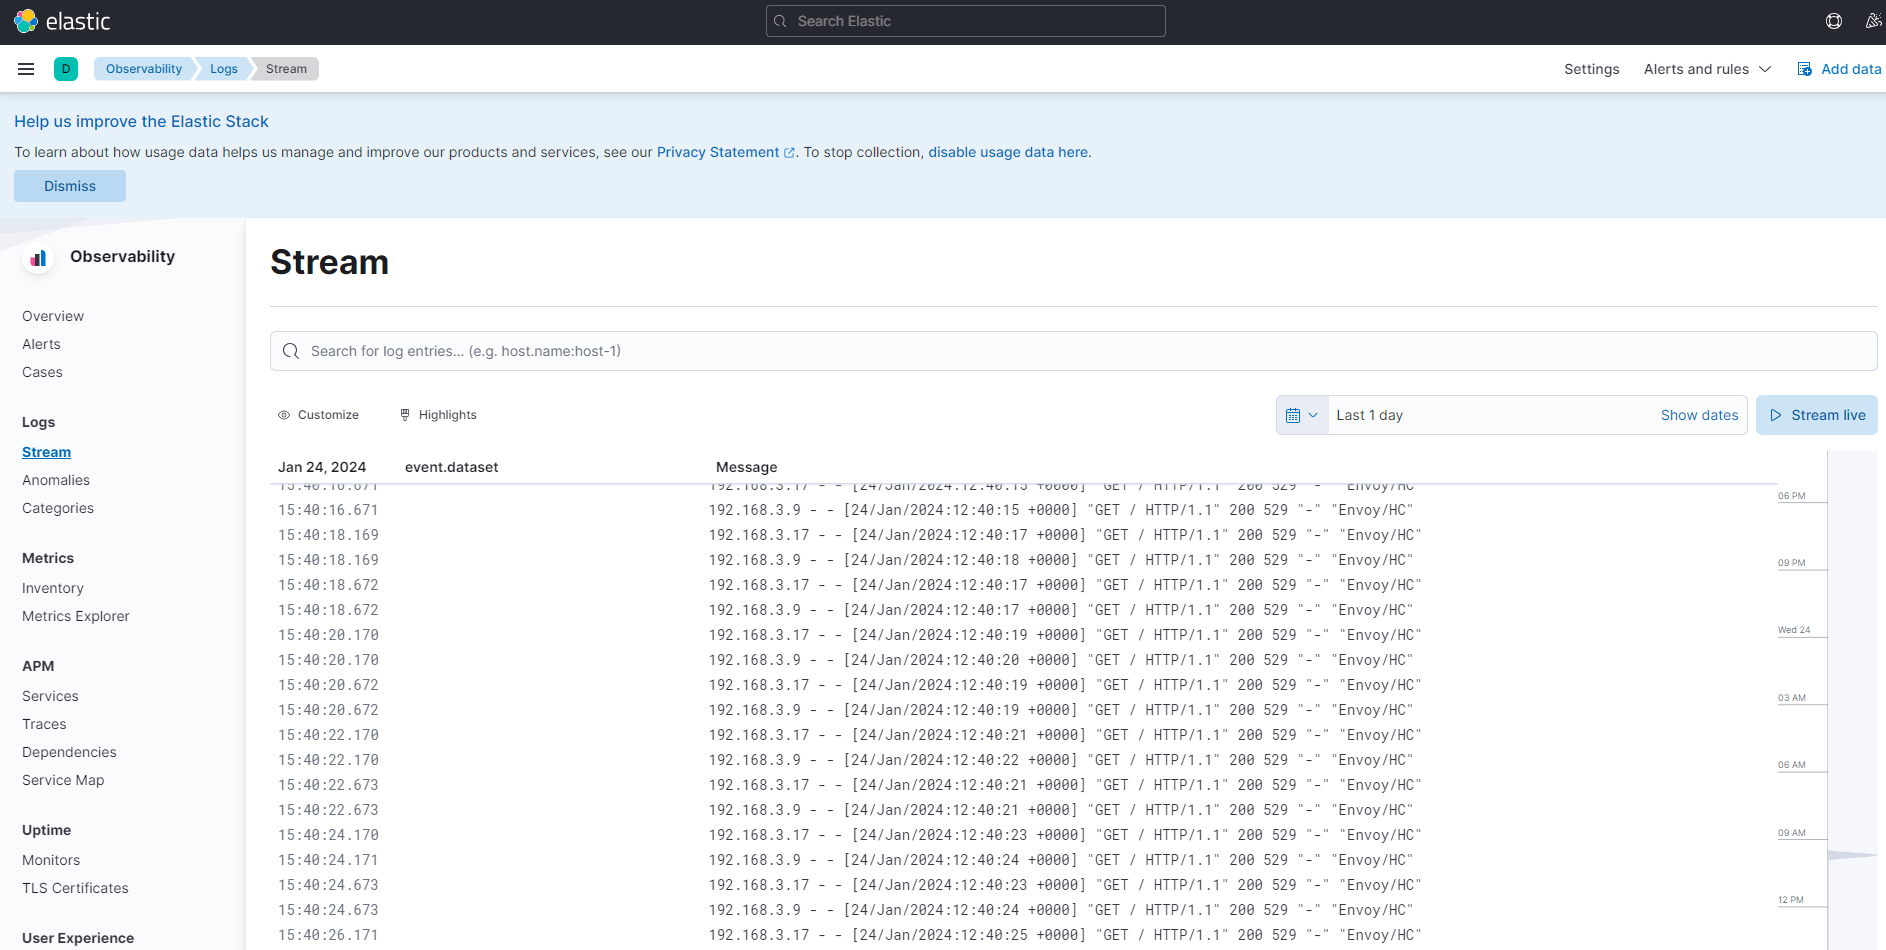 elastic
Search Elastic
D
Observability
Logs
Stream
Settings
Alerts and rules
Add data
Help us improve the Elastic Stack
To learn about how usage data helps us manage and improve our products and services, see our Privacy Statement . To stop collection, disable usage data here.
Dismiss
Observability
Overview
Alerts
Cases
Logs
Stream
Anomalies
Categories
Metrics
Inventory
Metrics Explorer
APM
Services
Traces
Dependencies
Service Map
Uptime
Monitors
TLS Certificates
User Experience
Stream
Search for log entries... (e.g. host.name:host-1)
Customize
Highlights
Last 1 day
Show dates
Stream live
Jan 24, 2024 event.dataset Message
15:40:16.671 192.168.3.17 - - [24/Jan/2024:12:40:15 +0000] "GET / HTTP/1.1" 200 529 "-" "Envoy/HC"
15:40:16.671 192.168.3.9 - - [24/Jan/2024:12:40:15 +0000] "GET / HTTP/1.1" 200 529 "-" "Envoy/HC"
15:40:18.169 192.168.3.17 - - [24/Jan/2024:12:40:17 +0000] "GET / HTTP/1.1" 200 529 "-" "Envoy/HC"
15:40:18.169 192.168.3.9 - - [24/Jan/2024:12:40:18 +0000] "GET / HTTP/1.1" 200 529 "-" "Envoy/HC"
15:40:18.672 192.168.3.17 - - [24/Jan/2024:12:40:17 +0000] "GET / HTTP/1.1" 200 529 "-" "Envoy/HC"
15:40:18.672 192.168.3.9 - - [24/Jan/2024:12:40:17 +0000] "GET / HTTP/1.1" 200 529 "-" "Envoy/HC"
15:40:20.170 192.168.3.17 - - [24/Jan/2024:12:40:19 +0000] "GET / HTTP/1.1" 200 529 "-" "Envoy/HC"
15:40:20.170 192.168.3.9 - - [24/Jan/2024:12:40:20 +0000] "GET / HTTP/1.1" 200 529 "-" "Envoy/HC"
15:40:20.672 192.168.3.17 - - [24/Jan/2024:12:40:19 +0000] "GET / HTTP/1.1" 200 529 "-" "Envoy/HC"
15:40:20.672 192.168.3.9 - - [24/Jan/2024:12:40:19 +0000] "GET / HTTP/1.1" 200 529 "-" "Envoy/HC"
15:40:22.170 192.168.3.17 - - [24/Jan/2024:12:40:21 +0000] "GET / HTTP/1.1" 200 529 "-" "Envoy/HC"
15:40:22.170 192.168.3.9 - - [24/Jan/2024:12:40:22 +0000] "GET / HTTP/1.1" 200 529 "-" "Envoy/HC"
15:40:22.673 192.168.3.17 - - [24/Jan/2024:12:40:21 +0000] "GET / HTTP/1.1" 200 529 "-" "Envoy/HC"
15:40:22.673 192.168.3.9 - - [24/Jan/2024:12:40:21 +0000] "GET / HTTP/1.1" 200 529 "-" "Envoy/HC"
15:40:24.170 192.168.3.17 - - [24/Jan/2024:12:40:23 +0000] "GET / HTTP/1.1" 200 529 "-" "Envoy/HC"
15:40:24.171 192.168.3.9 - - [24/Jan/2024:12:40:24 +0000] "GET / HTTP/1.1" 200 529 "-" "Envoy/HC"
15:40:24.673 192.168.3.17 - - [24/Jan/2024:12:40:23 +0000] "GET / HTTP/1.1" 200 529 "-" "Envoy/HC"
15:40:24.673 192.168.3.9 - - [24/Jan/2024:12:40:24 +0000] "GET / HTTP/1.1" 200 529 "-" "Envoy/HC"
15:40:26.171 192.168.3.17 - - [24/Jan/2024:12:40:25 +0000] "GET / HTTP/1.1" 200 529 "-" "Envoy/HC"
06 PM
09 PM
Wed 24
03 AM
06 AM
09 AM
12 PM